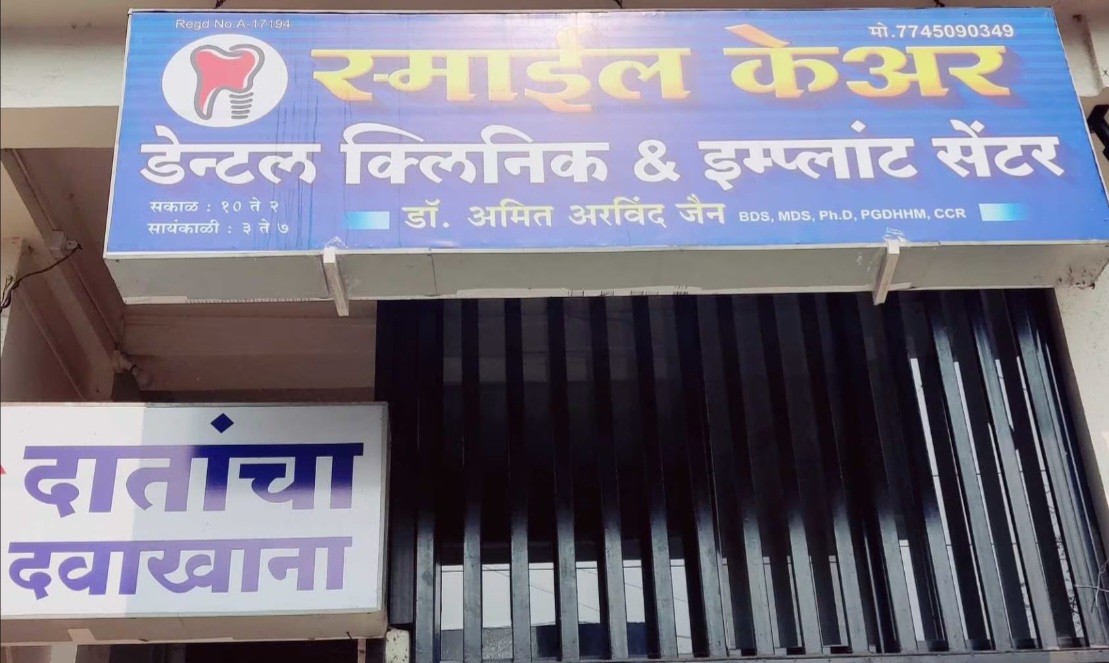 Regd No.A-17194
मो.7745090349
स्माईल केअर
डेन्टल क्लिनिक & इम्प्लांट सेंटर
सकाळ : १० ते २
सायंकाळी : ३ ते ७
डॉ. अमित अरविंद जैन BDS, MDS, Ph.D, PGDHHM, CCR
दातांचा
दवाखाना